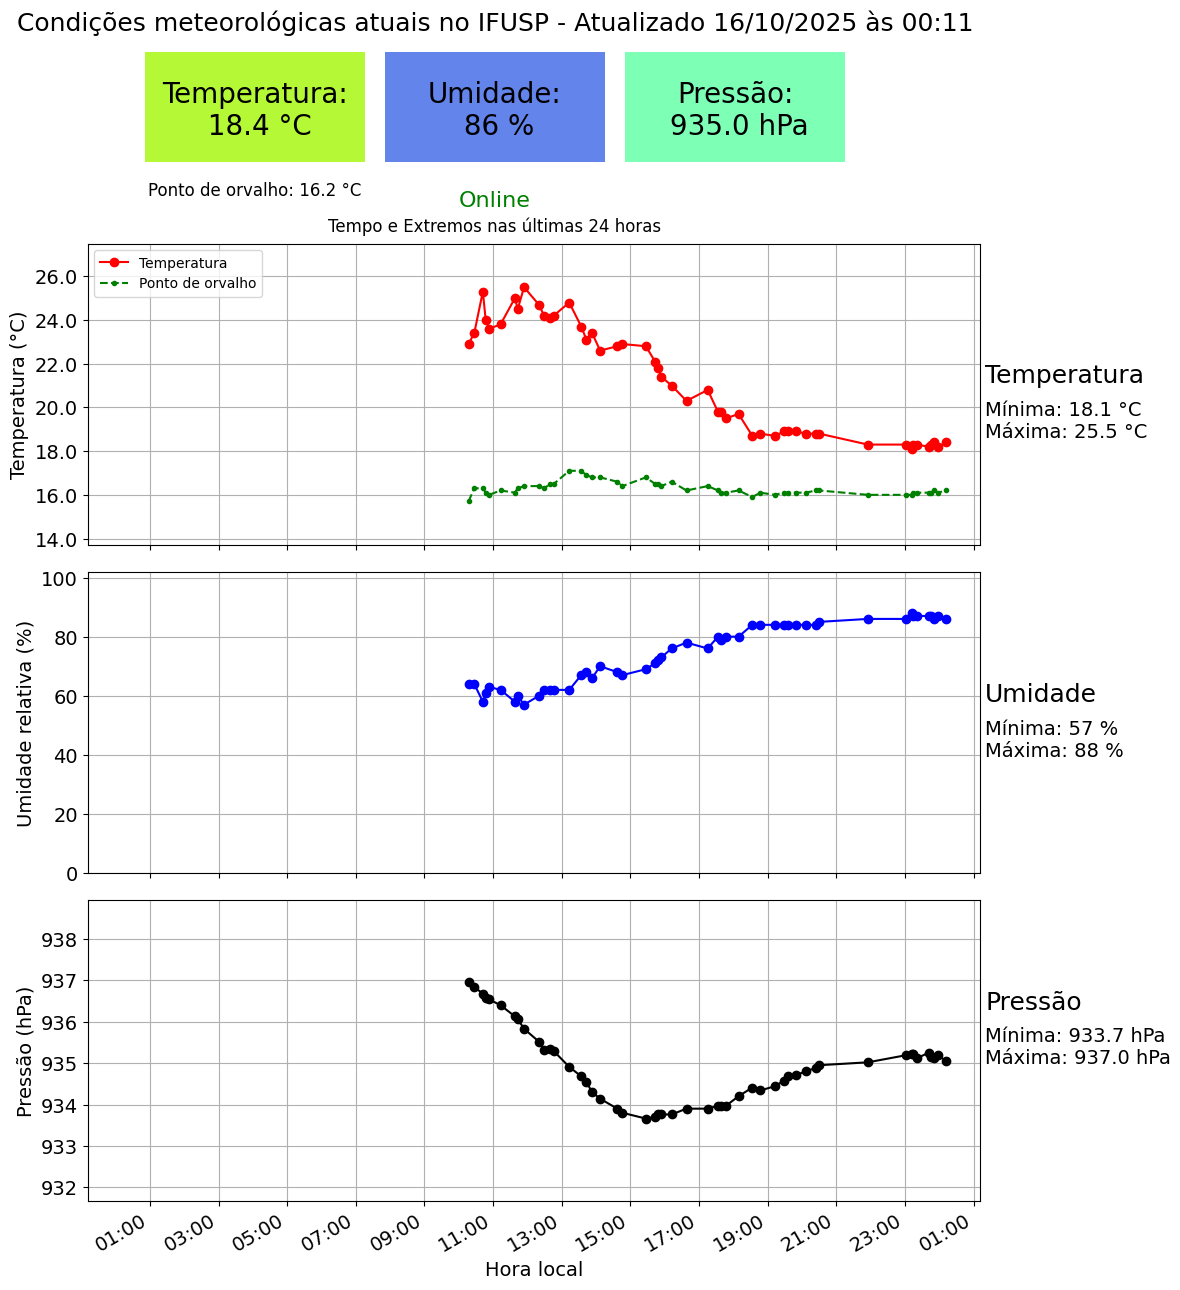 Condições meteorológicas atuais no IFUSP - Atualizado 16/10/2025 às 00:11
Temperatura:
18.4 °C
Umidade:
86 %
Pressão:
935.0 hPa
Ponto de orvalho: 16.2 °C
Online
Tempo e Extremos nas últimas 24 horas
Temperatura
Ponto de orvalho
Temperatura (°C)
26.0
24.0
22.0
20.0
18.0
16.0
14.0
Temperatura
Mínima: 18.1 °C
Máxima: 25.5 °C
Umidade relativa (%)
100
80
60
40
20
0
Umidade
Mínima: 57 %
Máxima: 88 %
Pressão (hPa)
938
937
936
935
934
933
932
Pressão
Mínima: 933.7 hPa
Máxima: 937.0 hPa
01:00
03:00
05:00
07:00
09:00
11:00
13:00
15:00
17:00
19:00
21:00
23:00
01:00
Hora local